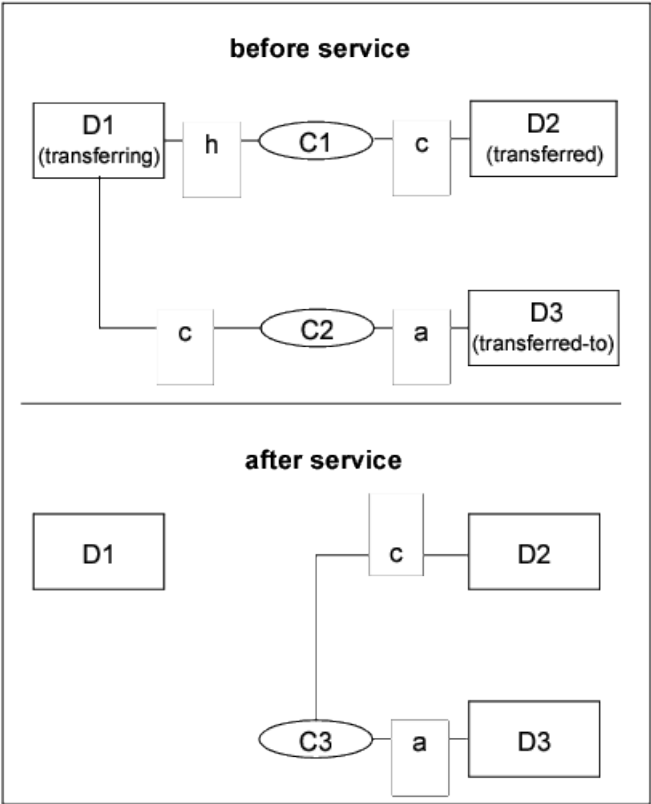 before service
D1
(transferring)
h
C1
c
D2
(transferred)
c
C2
a
D3
(transferred-to)
after service
D1
c
D2
C3
a
D3